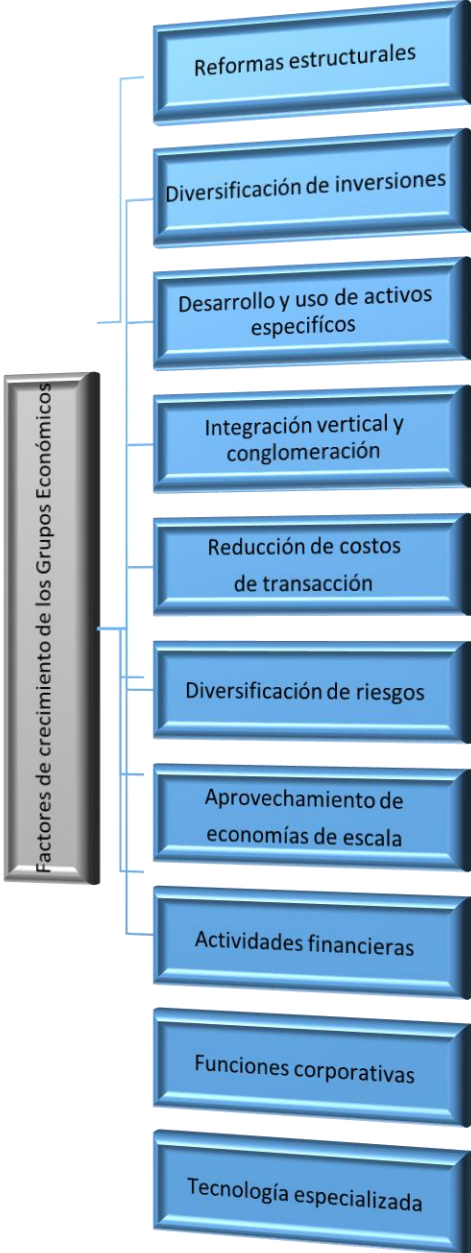 Factores de crecimiento de los Grupos Económicos
Reformas estructurales
Diversificación de inversiones
Desarrollo y uso de activos
especifícos
Integración vertical y
conglomeración
Reducción de costos
de transacción
Diversificación de riesgos
Aprovechamiento de
economías de escala
Actividades financieras
Funciones corporativas
Tecnología especializada